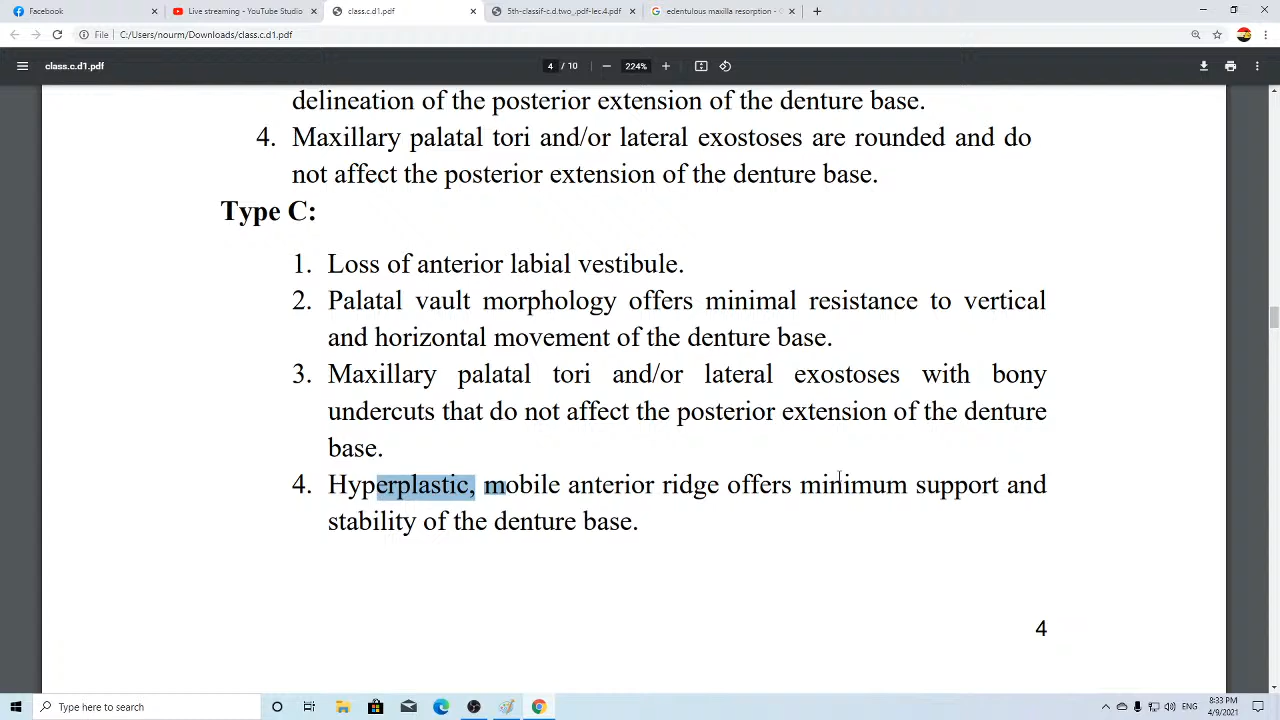 Facebook
Live streaming - YouTube Studio
class.c.d1.pdf
5th-classif-c.d.two_.pdf-lec.4.pdf
edentulous maxilla resorption - G
File
C:/Users/nourm/Downloads/class.c.d1.pdf
class.c.d1.pdf
4 / 10
224%
delineation of the posterior extension of the denture base.
4. Maxillary palatal tori and/or lateral exostoses are rounded and do
not affect the posterior extension of the denture base.
Type C:
1. Loss of anterior labial vestibule.
2. Palatal vault morphology offers minimal resistance to vertical
and horizontal movement of the denture base.
3. Maxillary palatal tori and/or lateral exostoses with bony
undercuts that do not affect the posterior extension of the denture
base.
4. Hyperplastic, mobile anterior ridge offers minimum support and
stability of the denture base.
4
Type here to search
ENG
8:33 PM
4/9/2021